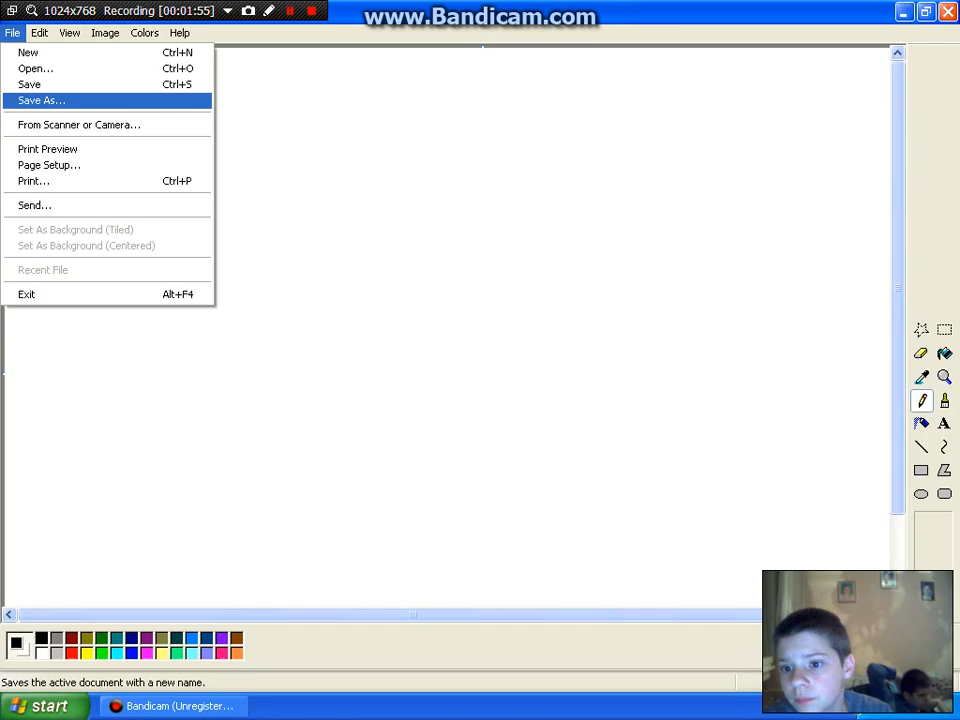 1024x768 Recording [00:01:55]
www.Bandicam.com
File Edit View Image Colors Help
New Ctrl+N
Open... Ctrl+O
Save Ctrl+S
Save As...
From Scanner or Camera...
Print Preview
Page Setup...
Print... Ctrl+P
Send...
Set As Background (Tiled)
Set As Background (Centered)
Recent File
Exit Alt+F4
A
Saves the active document with a new name.
start Bandicam (Unregister...